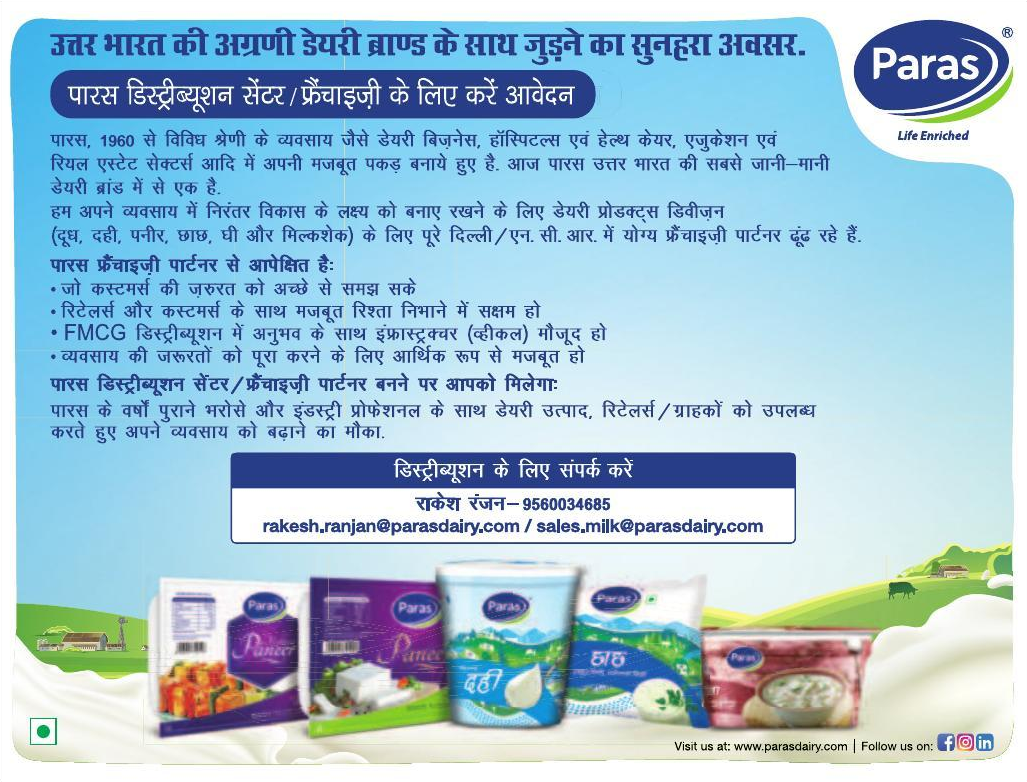 उत्तर भारत की अग्रणी डेयरी ब्राण्ड के साथ जुड़ने का सुनहरा अवसर.
Paras®
Life Enriched
पारस डिस्ट्रीब्यूशन सेंटर/फ्रैंचाइज़ी के लिए करें आवेदन
पारस, 1960 से विविध श्रेणी के व्यवसाय जैसे डेयरी बिज़नेस, हॉस्पिटल्स एवं हेल्थ केयर, एजुकेशन एवं
रियल एस्टेट सेक्टर्स आदि में अपनी मजबूत पकड़ बनाये हुए है. आज पारस उत्तर भारत की सबसे जानी–मानी
डेयरी ब्रांड में से एक है.
हम अपने व्यवसाय में निरंतर विकास के लक्ष्य को बनाए रखने के लिए डेयरी प्रोडक्ट्स डिवीज़न
(दूध, दही, पनीर, छाछ, घी और मिल्कशेक) के लिए पूरे दिल्ली/एन. सी. आर. में योग्य फ्रैंचाइज़ी पार्टनर ढूंढ रहे हैं.
पारस फ्रैंचाइज़ी पार्टनर से आपेक्षित है:
• जो कस्टमर्स की ज़रुरत को अच्छे से समझ सके
• रिटेलर्स और कस्टमर्स के साथ मजबूत रिश्ता निभाने में सक्षम हो
• FMCG डिस्ट्रीब्यूशन में अनुभव के साथ इंफ्रास्ट्रक्चर (व्हीकल) मौजूद हो
• व्यवसाय की जरूरतों को पूरा करने के लिए आर्थिक रूप से मजबूत हो
पारस डिस्ट्रीब्यूशन सेंटर/फ्रैंचाइज़ी पार्टनर बनने पर आपको मिलेगा:
पारस के वर्षों पुराने भरोसे और इंडस्ट्री प्रोफेशनल के साथ डेयरी उत्पाद, रिटेलर्स/ग्राहकों को उपलब्ध
करते हुए अपने व्यवसाय को बढ़ाने का मौका.
डिस्ट्रीब्यूशन के लिए संपर्क करें
राकेश रंजन– 9560034685
rakesh.ranjan@parasdairy.com / sales.milk@parasdairy.com
Paras
Paneer
Paras
Paneer
Paras
दही
Paras
छाछ
Paras
Visit us at: www.parasdairy.com | Follow us on: